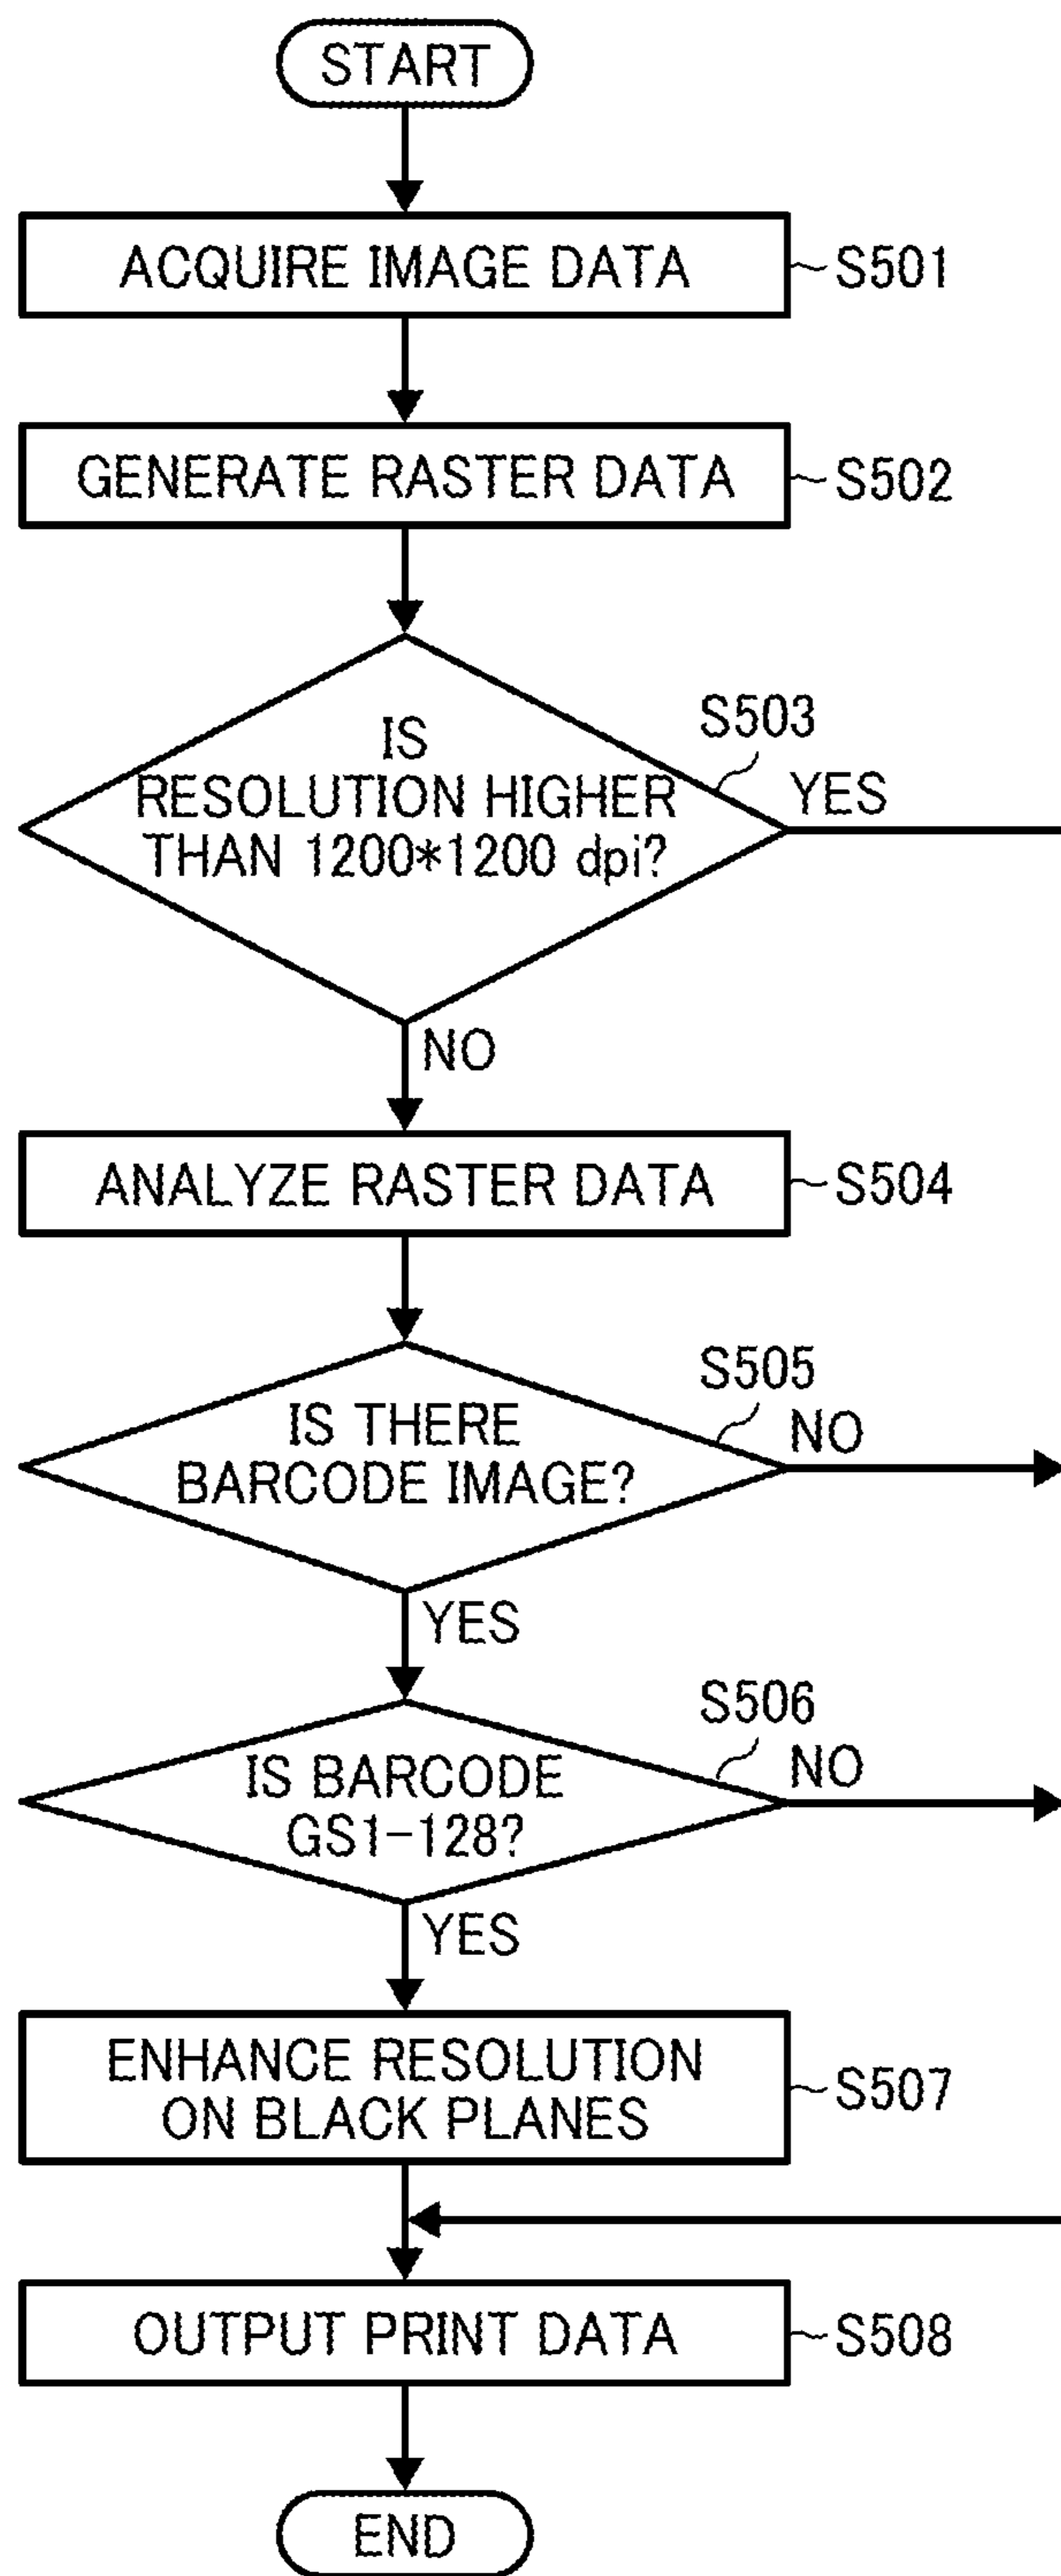 START
ACQUIRE IMAGE DATA
S501
GENERATE RASTER DATA
S502
S503
IS
RESOLUTION HIGHER
THAN 1200*1200 dpi?
YES
NO
ANALYZE RASTER DATA
S504
S505
IS THERE
BARCODE IMAGE?
NO
YES
S506
IS BARCODE
GS1-128?
NO
YES
ENHANCE RESOLUTION
ON BLACK PLANES
S507
OUTPUT PRINT DATA
S508
END